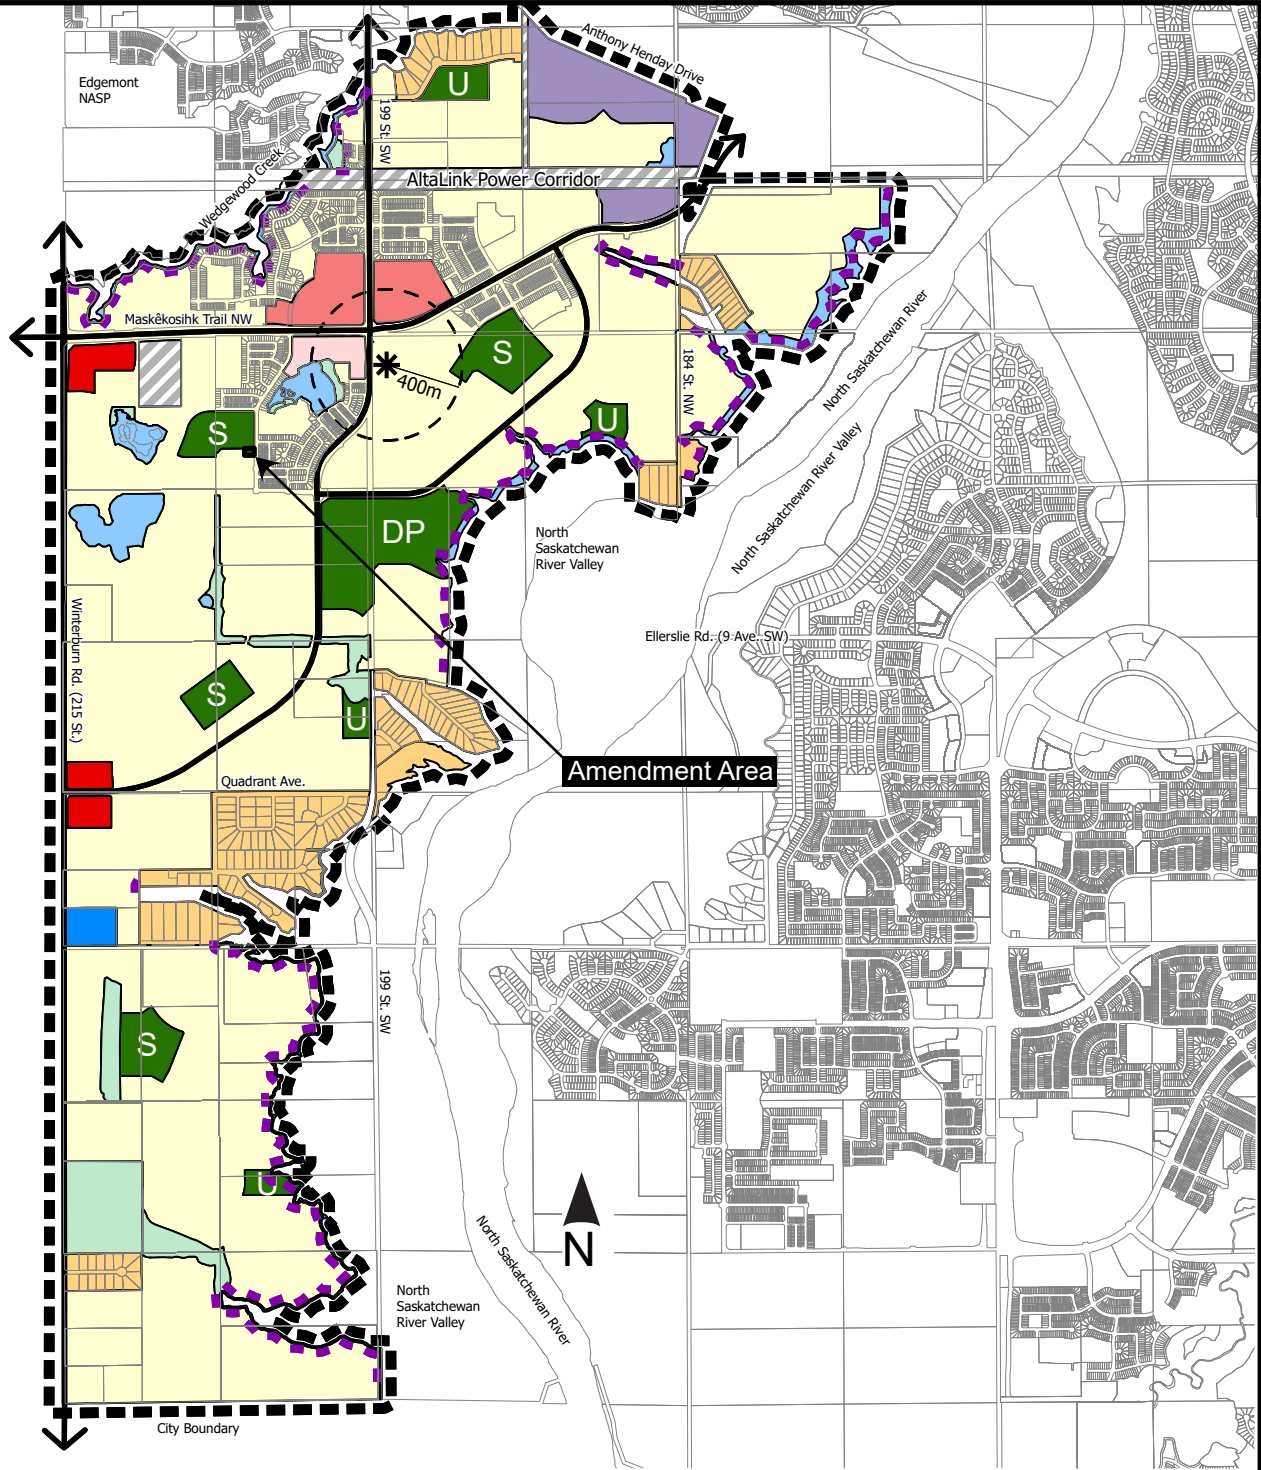 Anthony Henday Drive
Edgemont
NASP
U
199 St. SW
Wedgewood Creek
AltaLink Power Corridor
Maskêkosihk Trail NW
S
400m
184 St. NW
North Saskatchewan River
S
U
North Saskatchewan River Valley
DP
North
Saskatchewan
River Valley
Winterburn Rd. (215 St.)
Ellerslie Rd. (9 Ave. SW)
S
U
Amendment Area
Quadrant Ave.
199 St. SW
S
U
N
North Saskatchewan River
North
Saskatchewan
River Valley
City Boundary